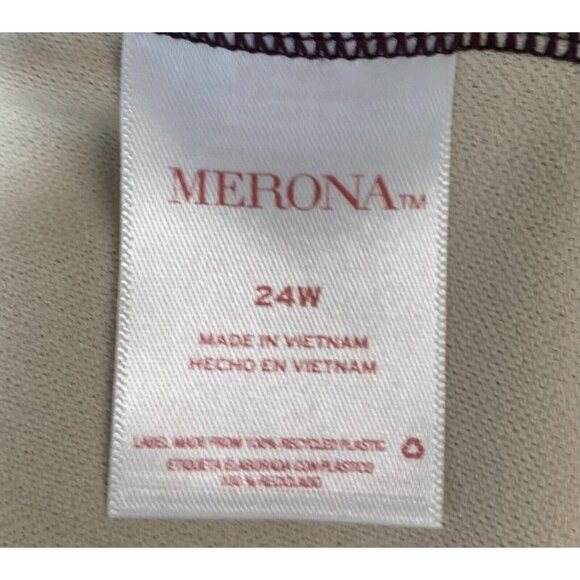 MERONA™
24W
MADE IN VIETNAM
HECHO EN VIETNAM
LABEL MADE FROM 100% RECYCLED PLASTIC
ETIQUETA ELABORADA CON PLASTICO
100 % RECICLADO